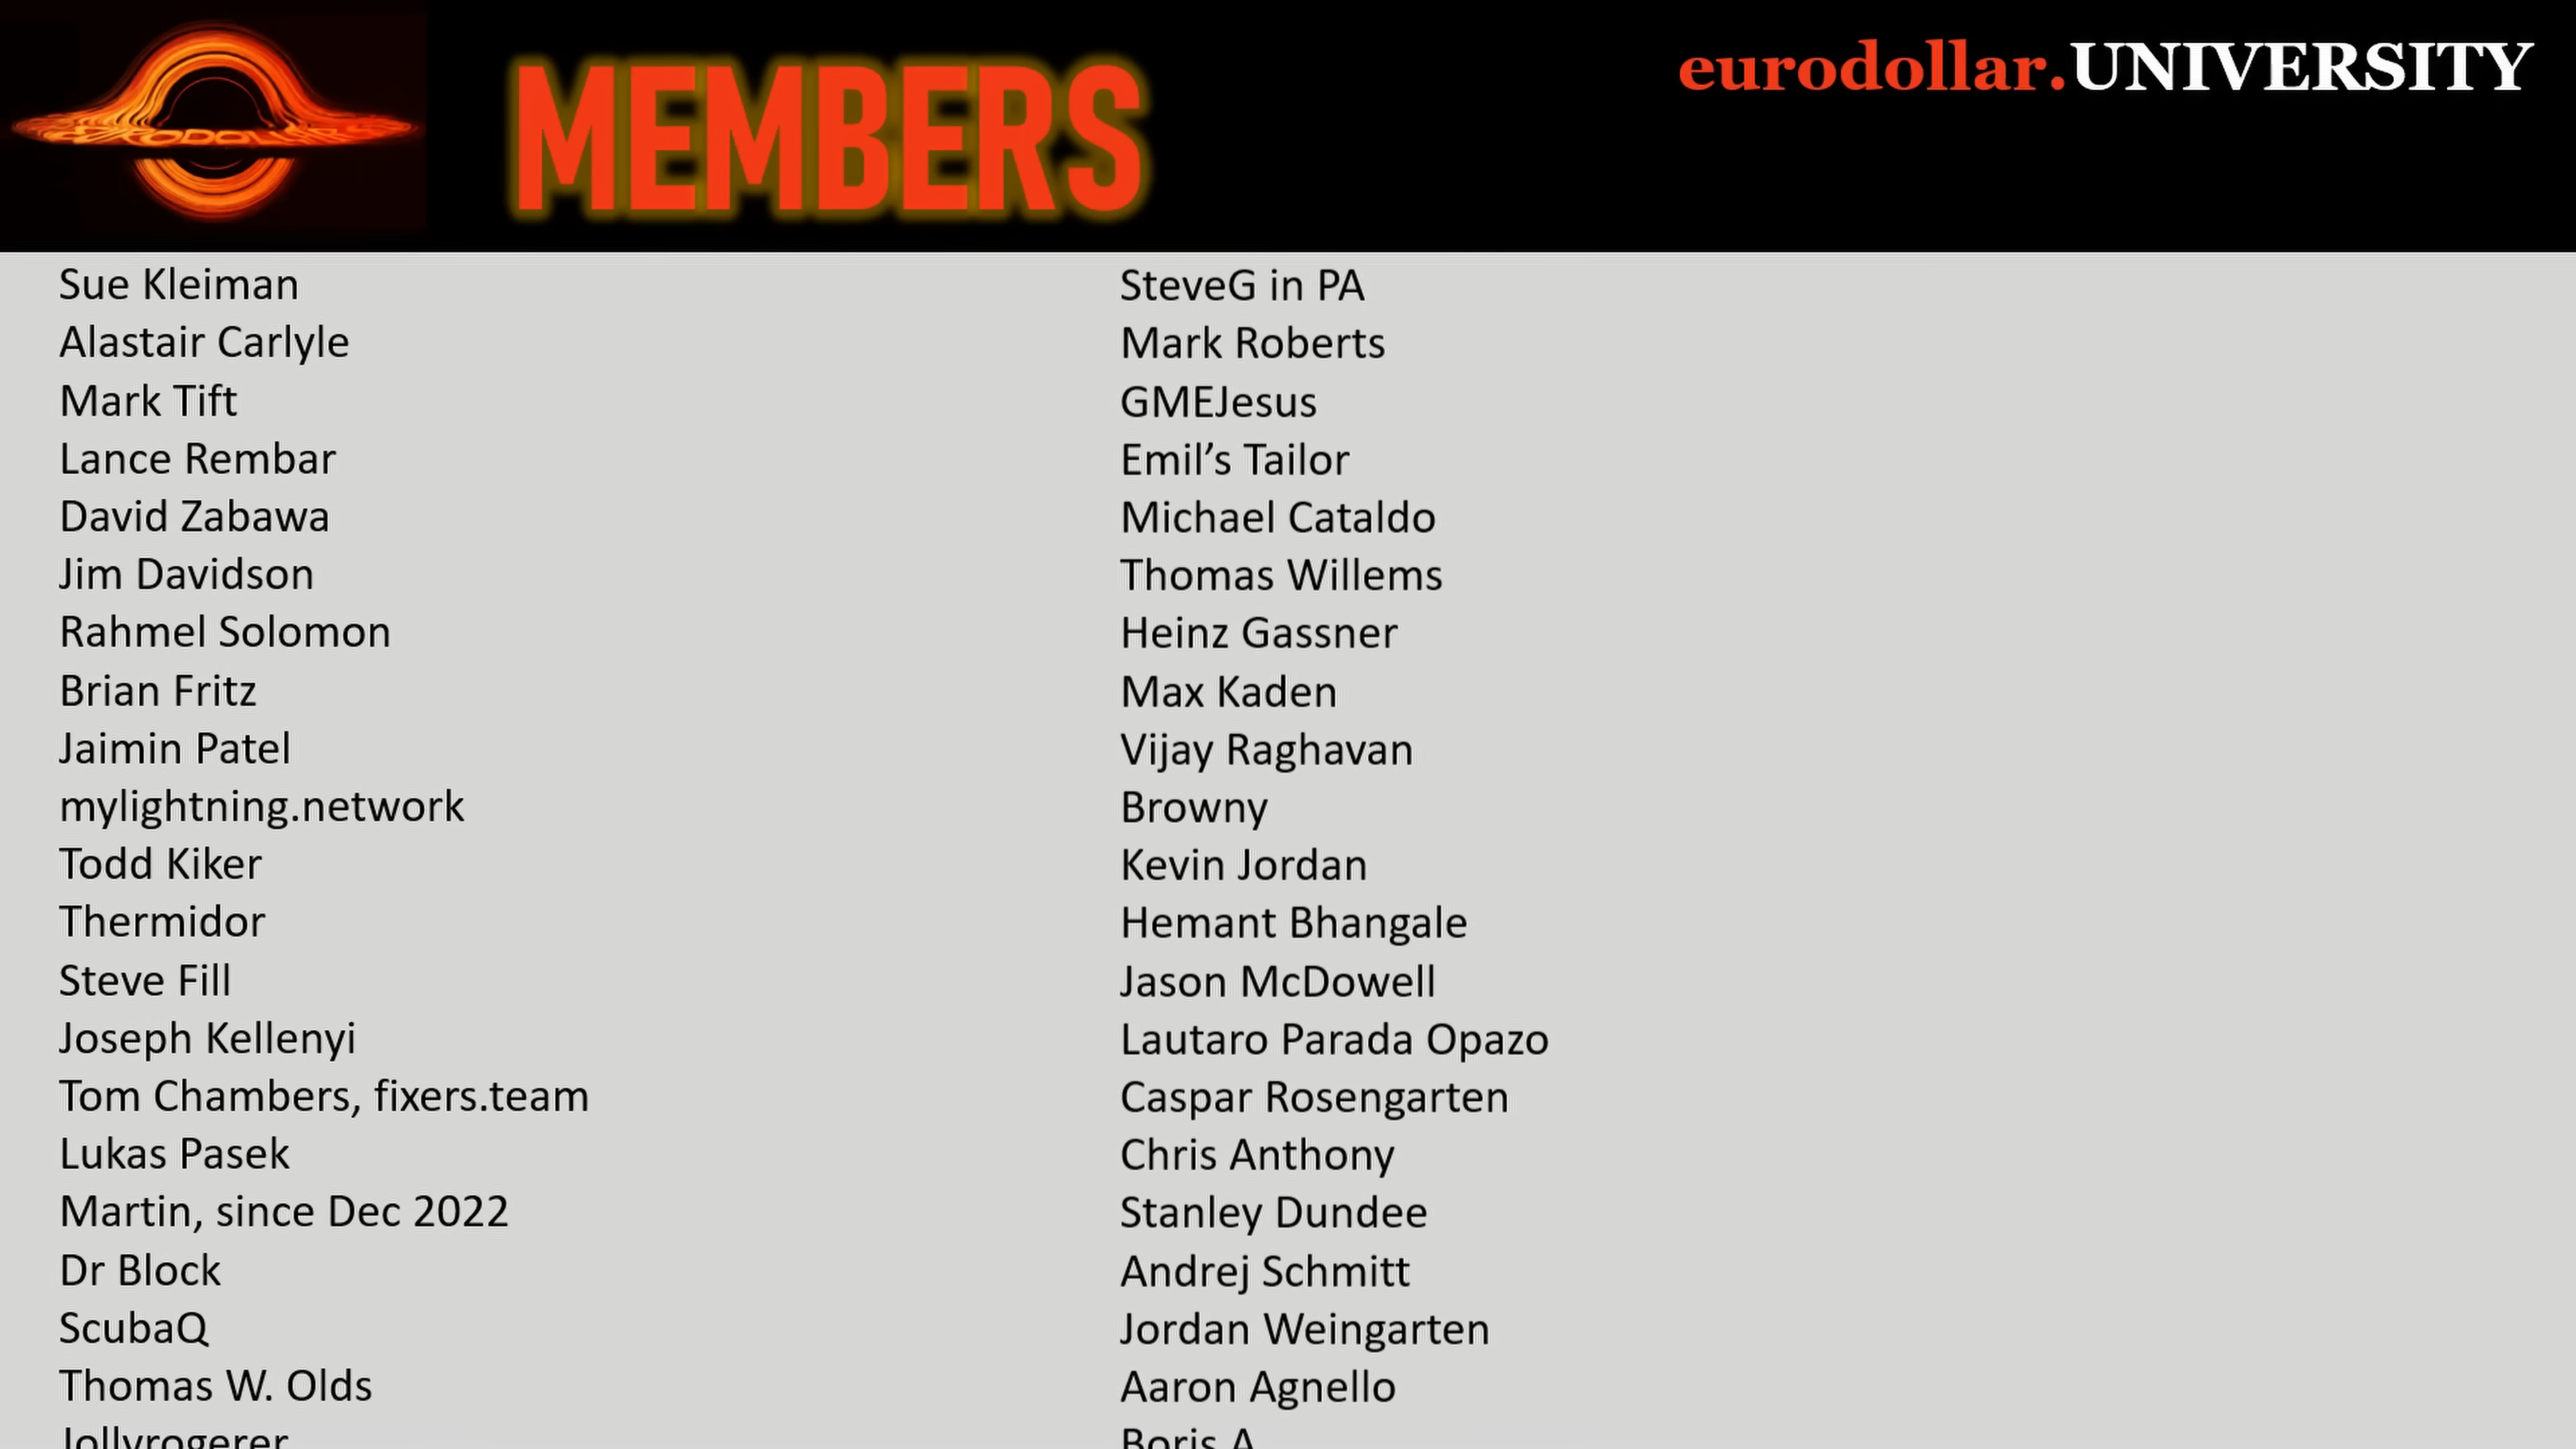 MEMBERS
eurodollar.UNIVERSITY
Sue Kleiman
Alastair Carlyle
Mark Tift
Lance Rembar
David Zabawa
Jim Davidson
Rahmel Solomon
Brian Fritz
Jaimin Patel
mylightning.network
Todd Kiker
Thermidor
Steve Fill
Joseph Kellenyi
Tom Chambers, fixers.team
Lukas Pasek
Martin, since Dec 2022
Dr Block
ScubaQ
Thomas W. Olds
Jollyrogerer
SteveG in PA
Mark Roberts
GMEJesus
Emil’s Tailor
Michael Cataldo
Thomas Willems
Heinz Gassner
Max Kaden
Vijay Raghavan
Browny
Kevin Jordan
Hemant Bhangale
Jason McDowell
Lautaro Parada Opazo
Caspar Rosengarten
Chris Anthony
Stanley Dundee
Andrej Schmitt
Jordan Weingarten
Aaron Agnello
Boris A